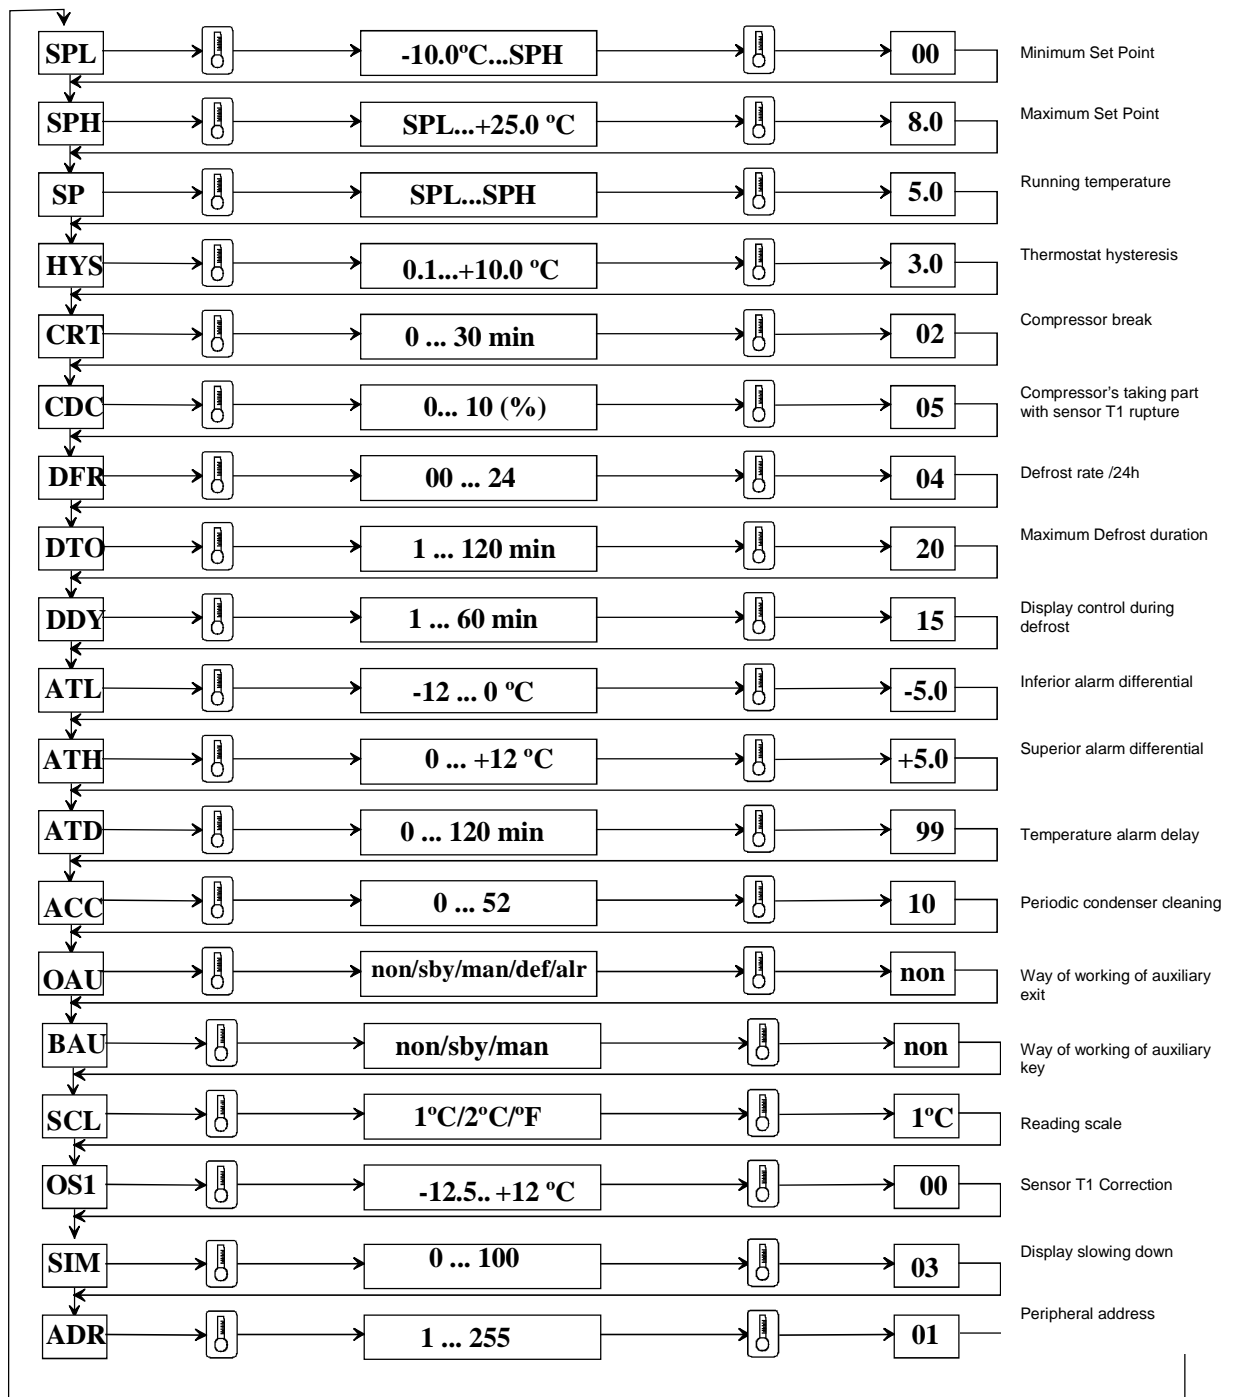 SPL -10.0ºC...SPH 00 Minimum Set Point
SPH SPL...+25.0 ºC 8.0 Maximum Set Point
SP SPL...SPH 5.0 Running temperature
HYS 0.1...+10.0 ºC 3.0 Thermostat hysteresis
CRT 0 ... 30 min 02 Compressor break
CDC 0... 10 (%) 05 Compressor's taking part
with sensor T1 rupture
DFR 00 ... 24 04 Defrost rate /24h
DTO 1 ... 120 min 20 Maximum Defrost duration
DDY 1 ... 60 min 15 Display control during
defrost
ATL -12 ... 0 ºC -5.0 Inferior alarm differential
ATH 0 ... +12 ºC +5.0 Superior alarm differential
ATD 0 ... 120 min 99 Temperature alarm delay
ACC 0 ... 52 10 Periodic condenser cleaning
OAU non/sby/man/def/alr non Way of working of auxiliary
exit
BAU non/sby/man non Way of working of auxiliary
key
SCL 1ºC/2ºC/ºF 1ºC Reading scale
OS1 -12.5.. +12 ºC 00 Sensor T1 Correction
SIM 0 ... 100 03 Display slowing down
ADR 1 ... 255 01 Peripheral address